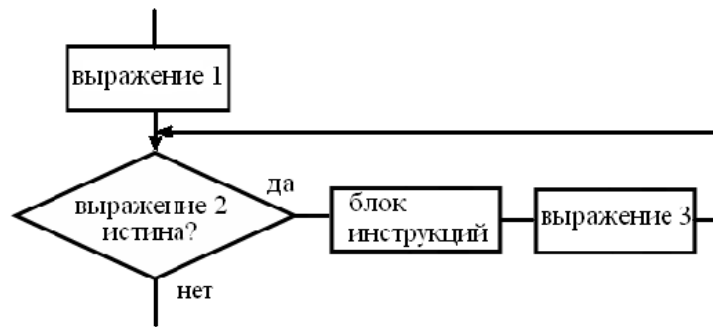 выражение 1
выражение 2
истина?
да
блок
инструкций
выражение 3
нет